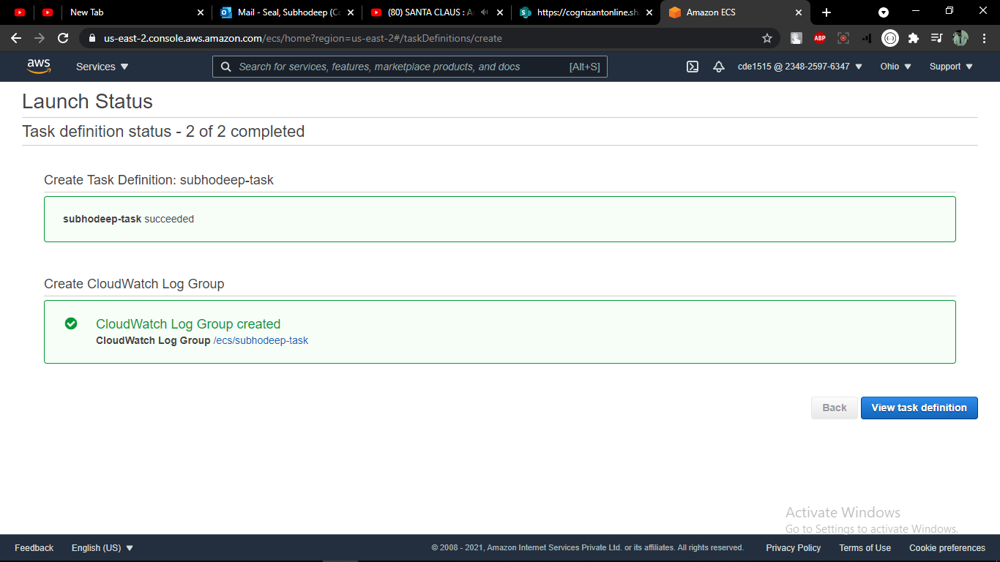 New Tab
Mail - Seal, Subhodeep (Co
(80) SANTA CLAUS : A
https://cognizantonline.sh
Amazon ECS
us-east-2.console.aws.amazon.com/ecs/home?region=us-east-2#/taskDefinitions/create
ABP
aws
Services
Search for services, features, marketplace products, and docs
[Alt+S]
cde1515 @ 2348-2597-6347
Ohio
Support
Launch Status
Task definition status - 2 of 2 completed
Create Task Definition: subhodeep-task
subhodeep-task succeeded
Create CloudWatch Log Group
CloudWatch Log Group created
CloudWatch Log Group /ecs/subhodeep-task
Back
View task definition
Activate Windows
Go to Settings to activate Windows.
Feedback
English (US)
© 2008 - 2021, Amazon Internet Services Private Ltd. or its affiliates. All rights reserved.
Privacy Policy
Terms of Use
Cookie preferences